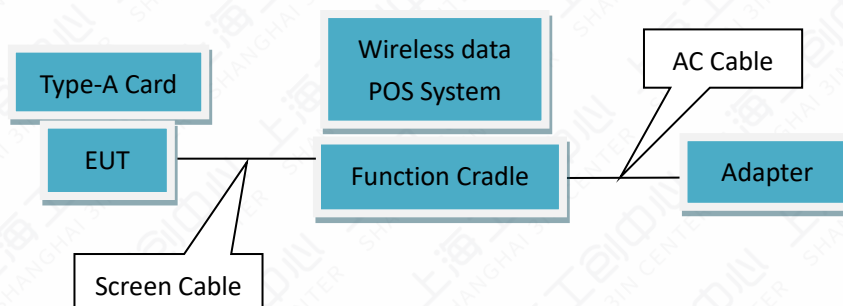 Type-A Card
EUT
Wireless data
POS System
Function Cradle
AC Cable
Adapter
Screen Cable